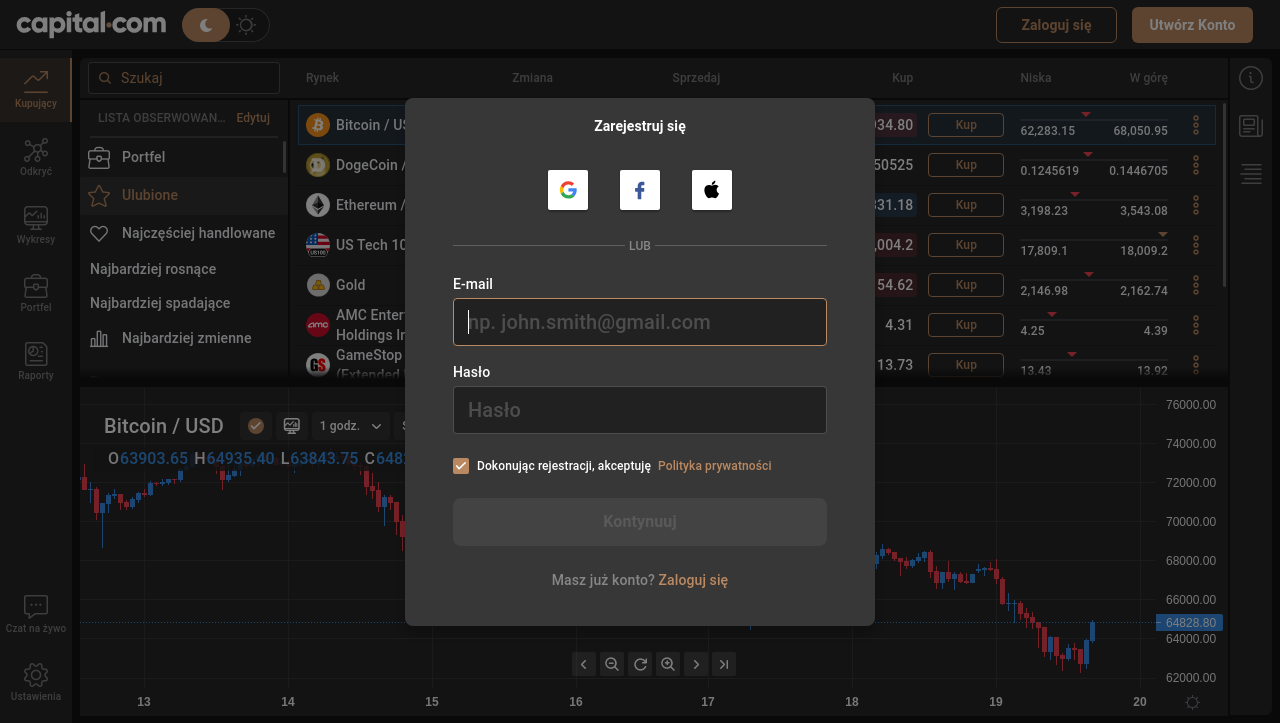 capital.com
Zaloguj się
Utwórz Konto
Kupujący
Odkryć
Wykresy
Portfel
Raporty
Czat na żywo
Ustawienia
Szukaj
LISTA OBSERWOWAN... Edytuj
Portfel
Ulubione
Najczęściej handlowane
Najbardziej rosnące
Najbardziej spadające
Najbardziej zmienne
Rynek Zmiana Sprzedaj Kup Niska W górę
Bitcoin / US 34.80 Kup 62,283.15 68,050.95
DogeCoin / 50525 Kup 0.1245619 0.1446705
Ethereum / 31.18 Kup 3,198.23 3,543.08
US Tech 10 ,004.2 Kup 17,809.1 18,009.2
Gold 54.62 Kup 2,146.98 2,162.74
AMC Enter
Holdings In 4.31 Kup 4.25 4.39
GameStop
(Extended 13.73 Kup 13.43 13.92
Zarejestruj się
LUB
E-mail
np. john.smith@gmail.com
Hasło
Hasło
Dokonując rejestracji, akceptuję Polityka prywatności
Kontynuuj
Masz już konto? Zaloguj się
Bitcoin / USD
1 godz.
O63903.65 H64935.40 L63843.75 C648
76000.00
74000.00
72000.00
70000.00
68000.00
66000.00
64828.80
64000.00
62000.00
13 14 15 16 17 18 19 20